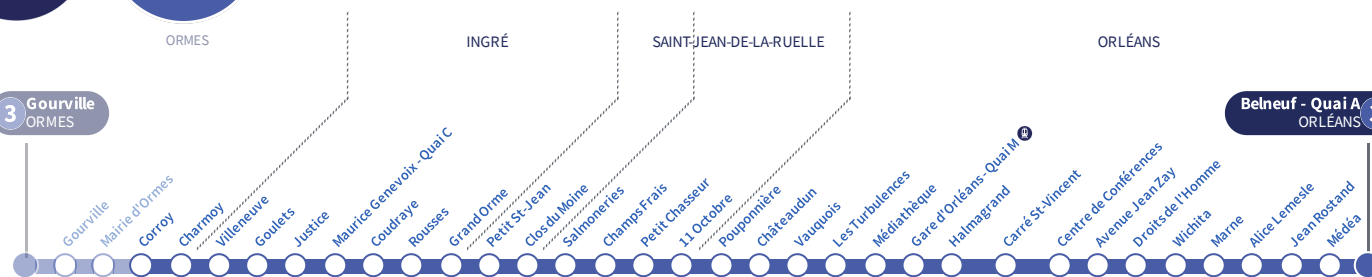 ORMES
INGRÉ
SAINT-JEAN-DE-LA-RUELLE
ORLÉANS
3
Gourville
ORMES
Belneuf - Quai A
ORLÉANS
Gourville
Mairie d'Ormes
Corroy
Charmoy
Villeneuve
Goulets
Justice
Maurice Genevoix - Quai C
Coudraye
Rousses
Grand Orme
Petit St-Jean
Clos du Moine
Salmoneries
Champs Frais
Petit Chasseur
11 Octobre
Pouponnière
Châteaudun
Vauquois
Les Turbulences
Médiathèque
Gare d'Orléans - Quai M
Halmagrand
Carré St-Vincent
Centre de Conférences
Avenue Jean Zay
Droits de l'Homme
Wichita
Marne
Alice Lemesle
Jean Rostand
Médéa